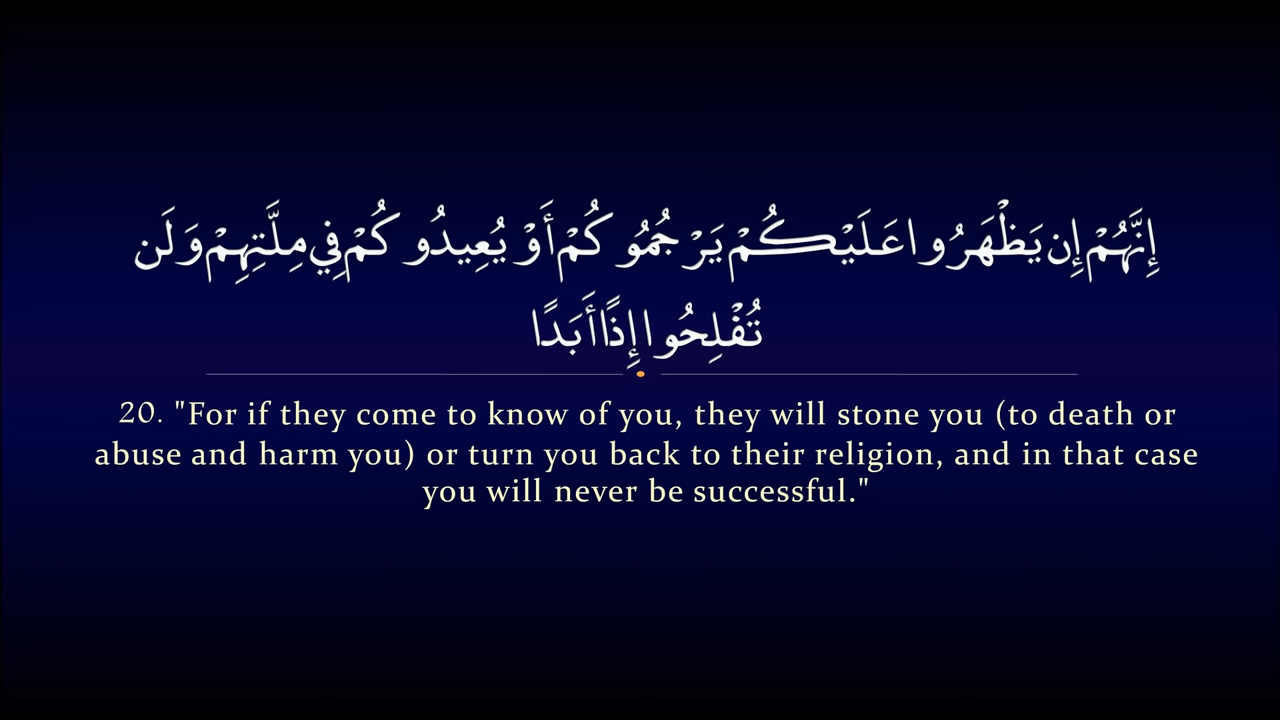 إِنَّهُمْ إِن يَظْهَرُوا عَلَيْكُمْ يَرْجُمُوكُمْ أَوْ يُعِيدُوكُمْ فِي مِلَّتِهِمْ وَلَن
تُفْلِحُوا إِذًا أَبَدًا
20. "For if they come to know of you, they will stone you (to death or
abuse and harm you) or turn you back to their religion, and in that case
you will never be successful."